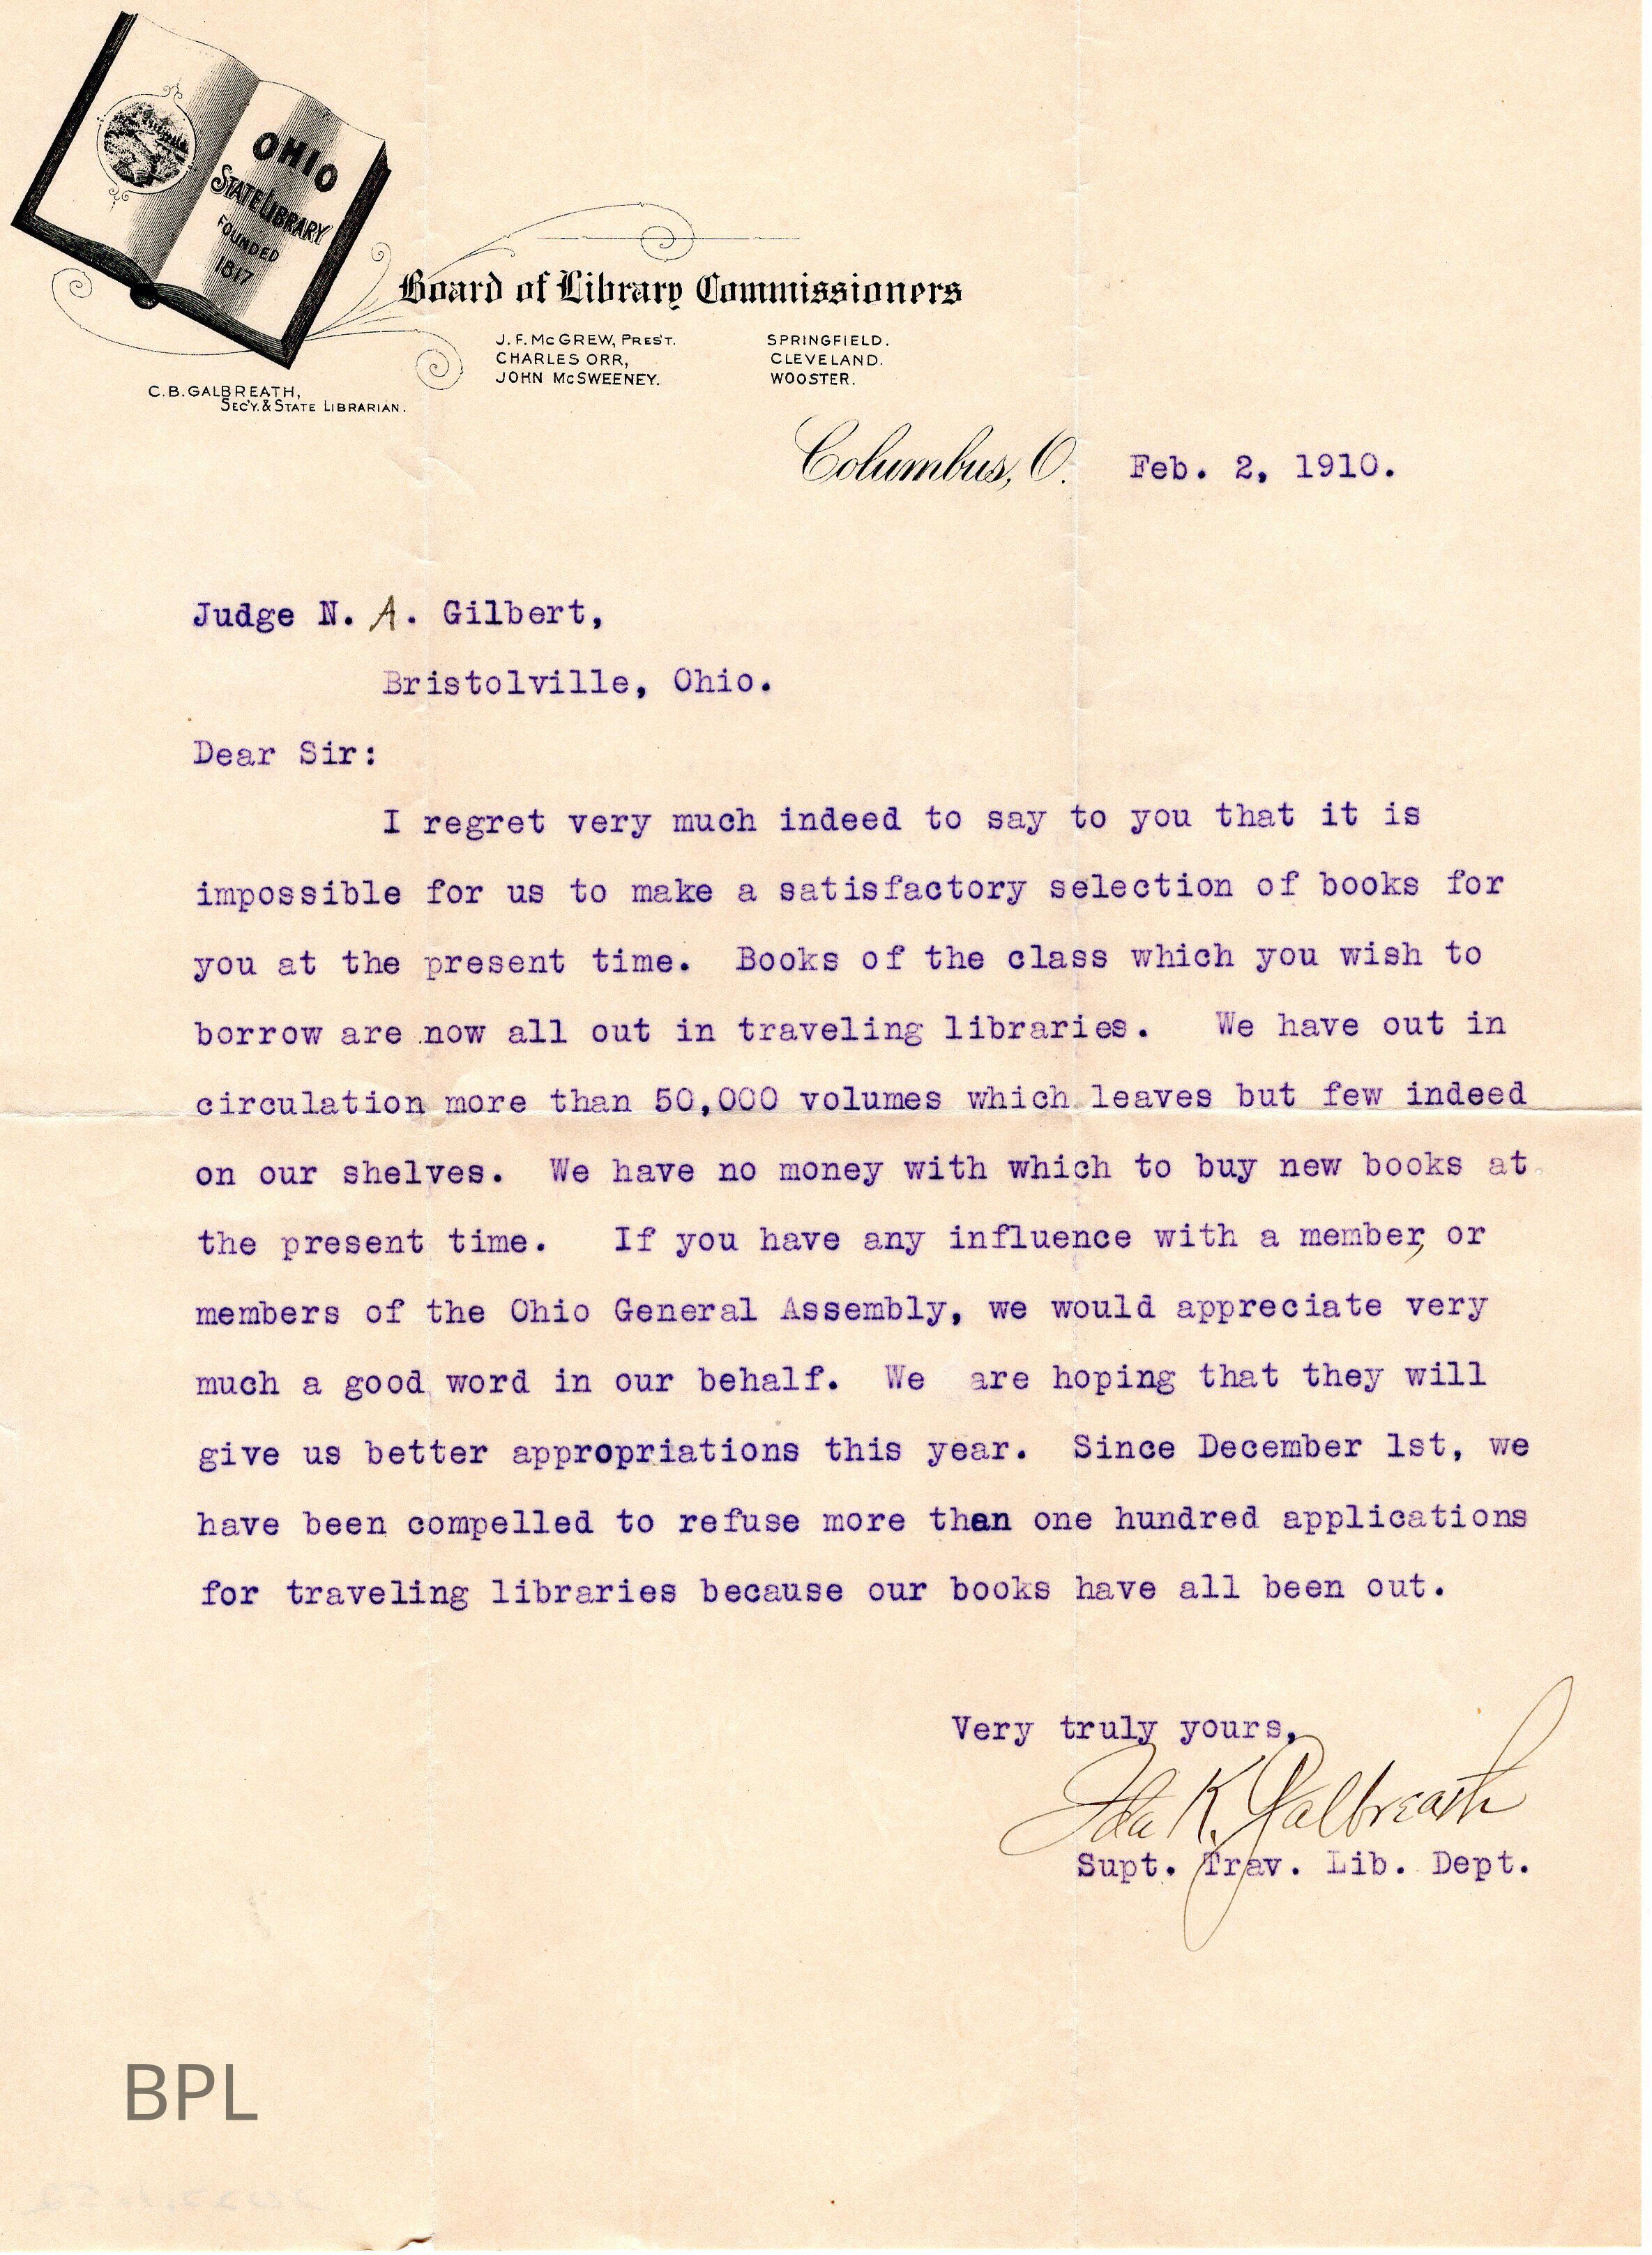 OHIO
STATE LIBRARY
FOUNDED
1817
Board of Library Commissioners
J. F. McGREW, PRES'T. SPRINGFIELD.
CHARLES ORR, CLEVELAND.
JOHN McSWEENEY. WOOSTER.
C. B. GALBREATH,
SEC'Y. & STATE LIBRARIAN.
Columbus, O. Feb. 2, 1910.
Judge N. A. Gilbert,
Bristolville, Ohio.
Dear Sir:
I regret very much indeed to say to you that it is
impossible for us to make a satisfactory selection of books for
you at the present time. Books of the class which you wish to
borrow are now all out in traveling libraries. We have out in
circulation more than 50,000 volumes which leaves but few indeed
on our shelves. We have no money with which to buy new books at
the present time. If you have any influence with a member, or
members of the Ohio General Assembly, we would appreciate very
much a good word in our behalf. We are hoping that they will
give us better appropriations this year. Since December 1st, we
have been compelled to refuse more than one hundred applications
for traveling libraries because our books have all been out.
Very truly yours,
Ida K. Galbreath
Supt. Trav. Lib. Dept.
BPL